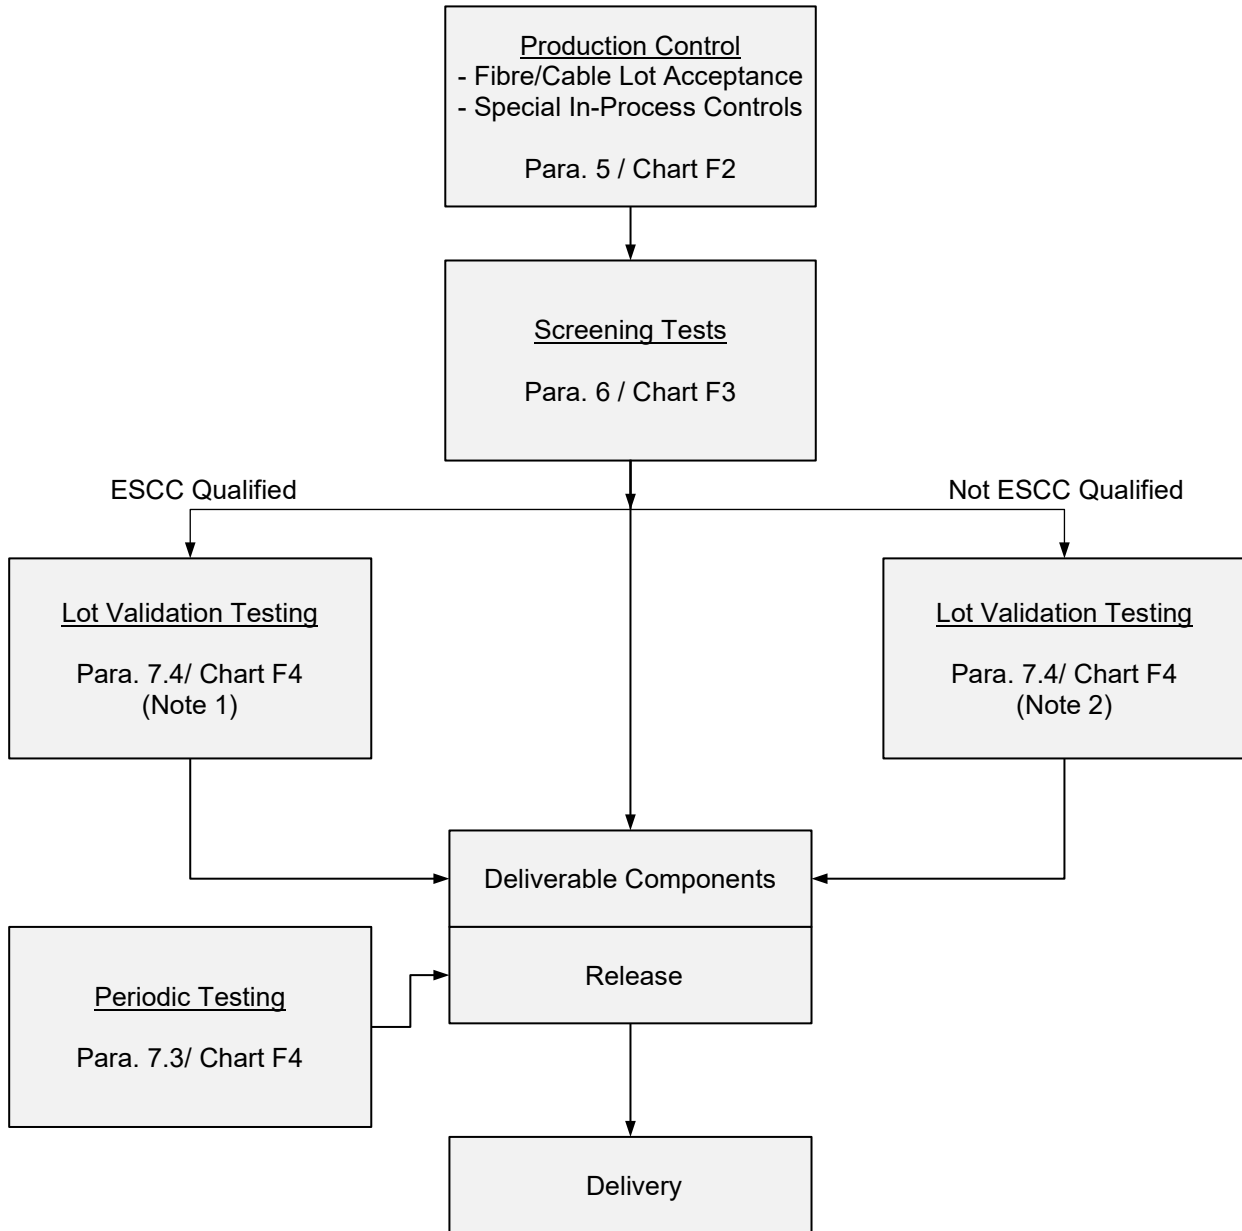 Production Control
- Fibre/Cable Lot Acceptance
- Special In-Process Controls
Para. 5 / Chart F2
Screening Tests
Para. 6 / Chart F3
ESCC Qualified
Not ESCC Qualified
Lot Validation Testing
Para. 7.4/ Chart F4
(Note 1)
Lot Validation Testing
Para. 7.4/ Chart F4
(Note 2)
Deliverable Components
Release
Periodic Testing
Para. 7.3/ Chart F4
Delivery